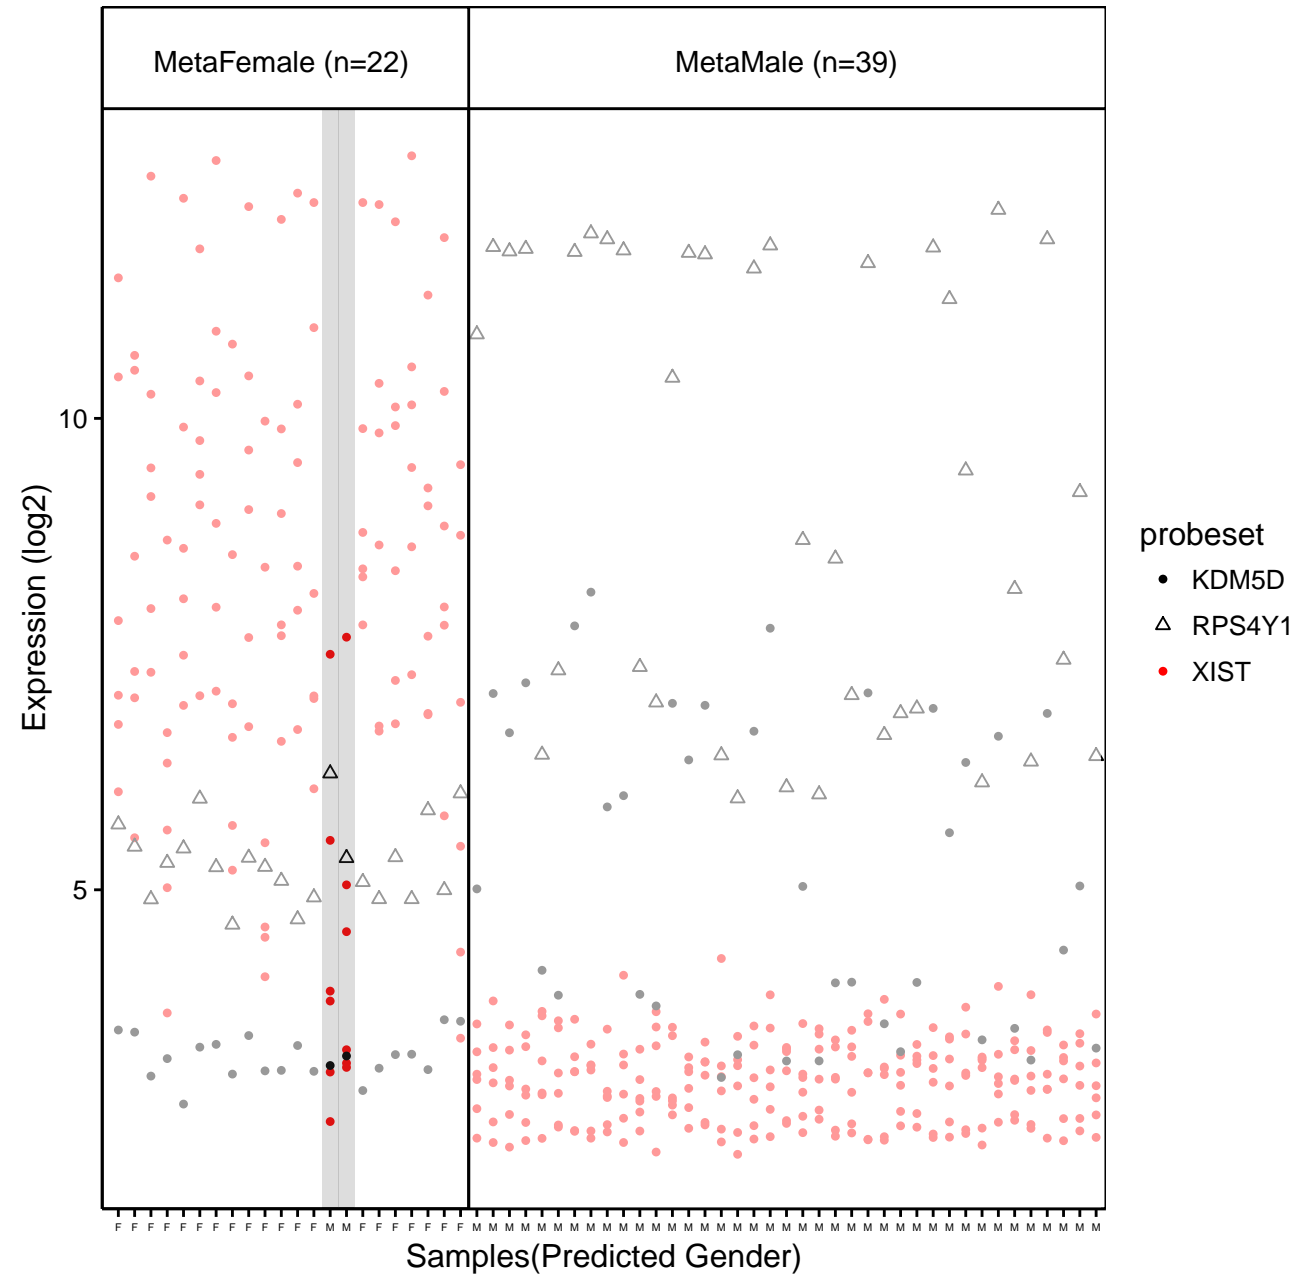 MetaFemale (n=22)
MetaMale (n=39)
Expression (log2)
10
5
F F F F F F F F F F F F F M M F F F F F F F M M M M M M M M M M M M M M M M M M M M M M M M M M M M M M M M M M M M M M M
Samples(Predicted Gender)
probeset
KDM5D
RPS4Y1
XIST